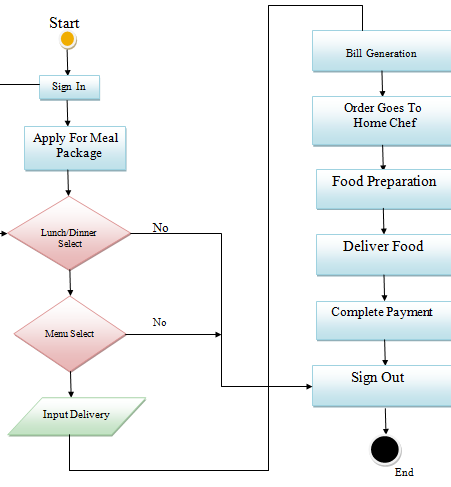 Start
Sign In
Apply For Meal
Package
Lunch/Dinner
Select
No
Menu Select
No
Input Delivery
Bill Generation
Order Goes To
Home Chef
Food Preparation
Deliver Food
Complete Payment
Sign Out
End